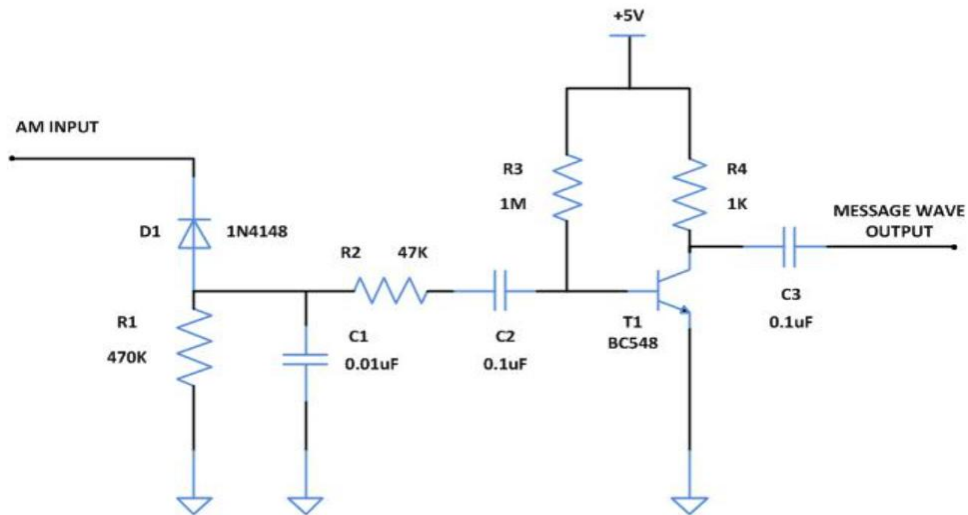 +5V
AM INPUT
R3
1M
R4
1K
MESSAGE WAVE
OUTPUT
D1
1N4148
R2
47K
R1
470K
C1
0.01uF
C2
0.1uF
T1
BC548
C3
0.1uF